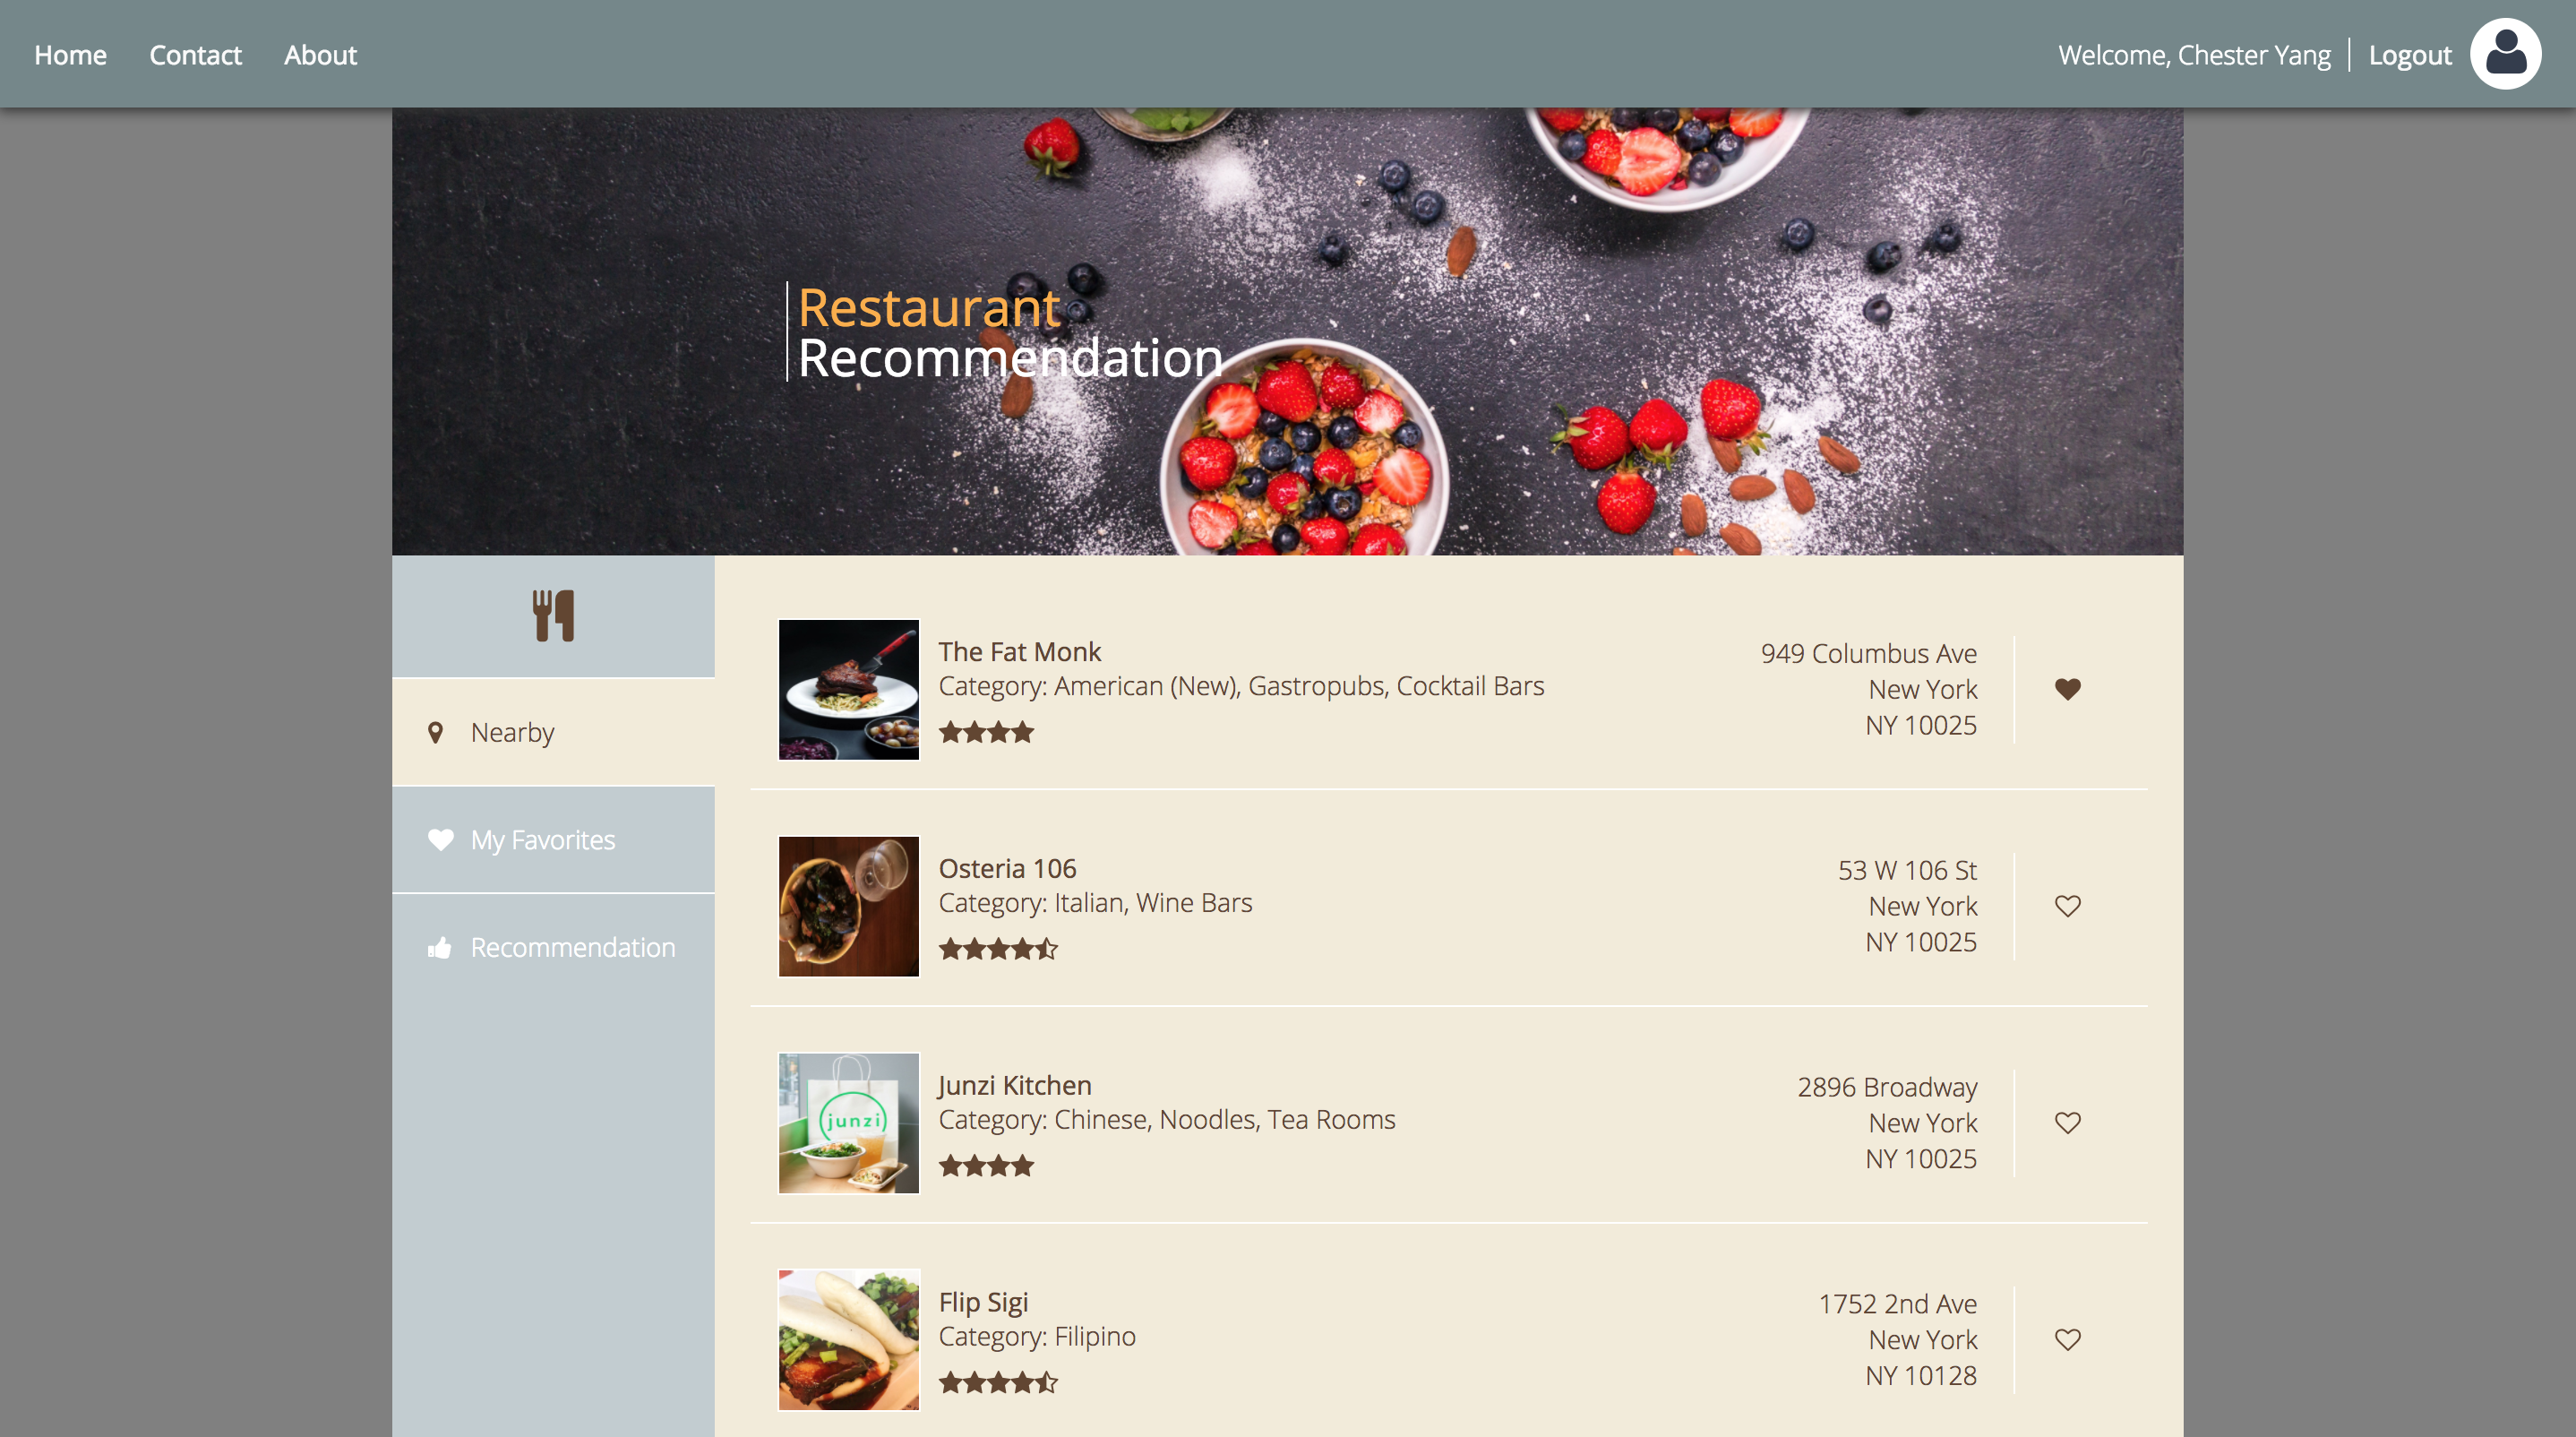 Home Contact About Welcome, Chester Yang Logout
Restaurant
Recommendation
Nearby
My Favorites
Recommendation
The Fat Monk
Category: American (New), Gastropubs, Cocktail Bars
949 Columbus Ave
New York
NY 10025
Osteria 106
Category: Italian, Wine Bars
53 W 106 St
New York
NY 10025
junzi
Junzi Kitchen
Category: Chinese, Noodles, Tea Rooms
2896 Broadway
New York
NY 10025
Flip Sigi
Category: Filipino
1752 2nd Ave
New York
NY 10128